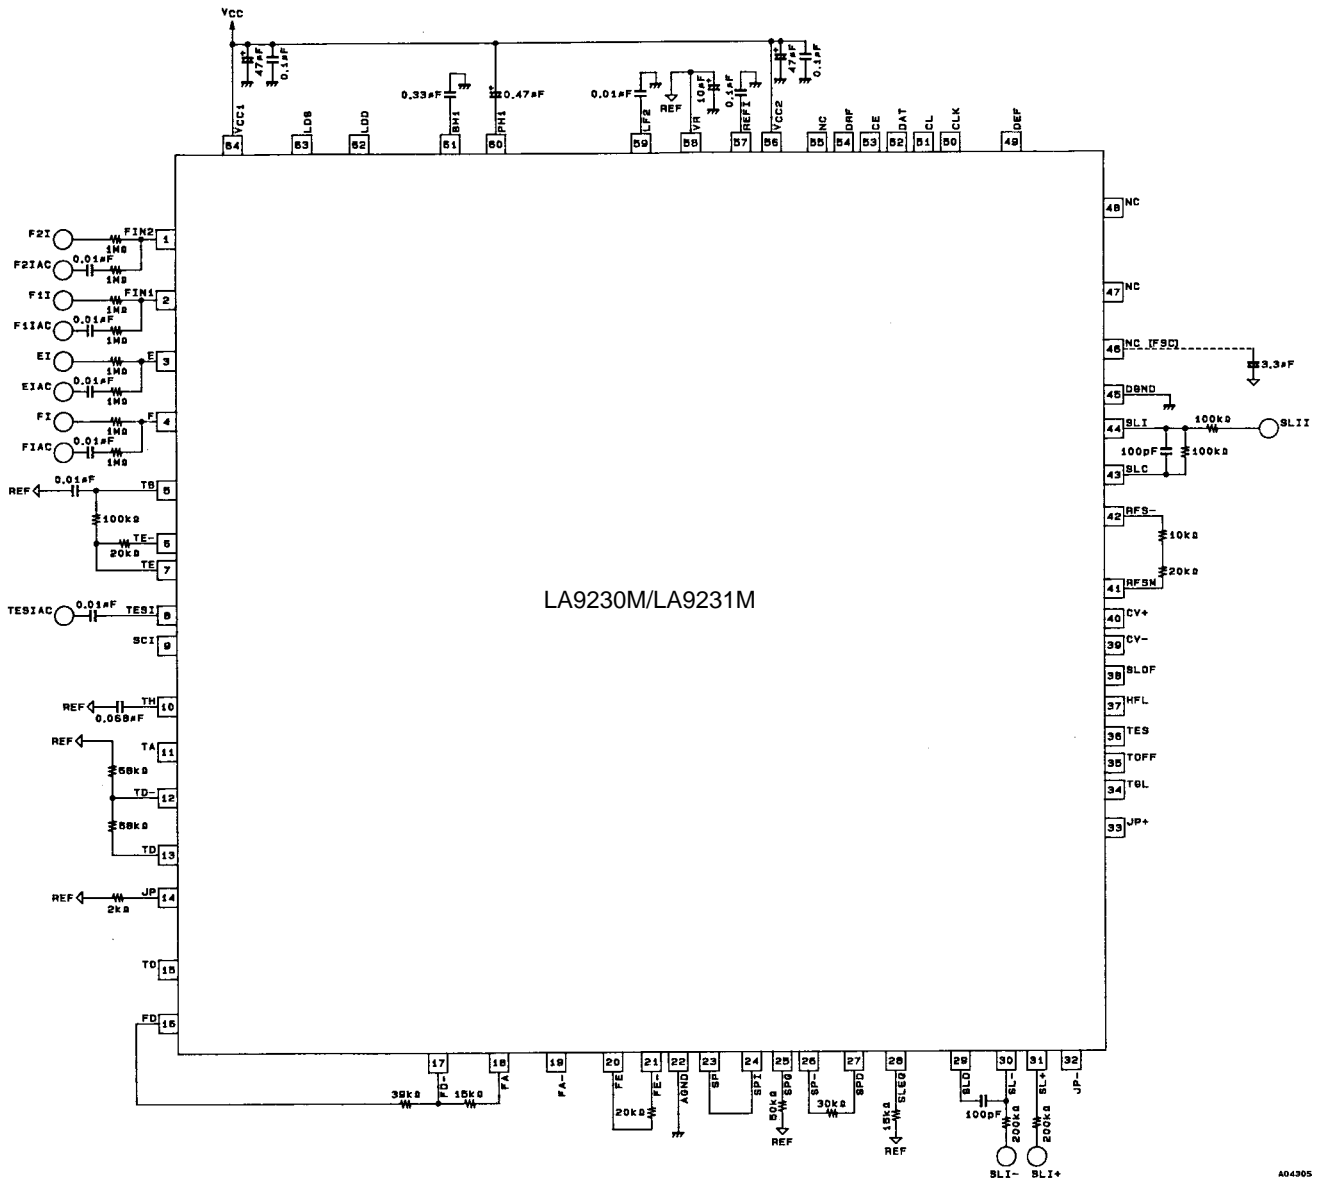 VCC
47µF
0.1µF
0.33µF
0.47µF
0.01µF
REF
10µF
0.1µF
47µF
0.1µF
VCC1
LDS
LDD
BH1
PH1
LF2
VR
REFI
VCC2
NC
DRF
CE
DAT
CL
CLK
DEF
64
63
62
61
60
59
58
57
56
55
54
53
52
51
50
49
F2I
1MΩ
FIN2
1
F2IAC
0.01µF
1MΩ
F1I
1MΩ
FIN1
2
F1IAC
0.01µF
1MΩ
EI
1MΩ
E
3
EIAC
0.01µF
1MΩ
FI
1MΩ
F
4
FIAC
0.01µF
1MΩ
REF
0.01µF
TB
5
100kΩ
TE-
6
20kΩ
TE
7
TESIAC
0.01µF
TESI
8
SCI
9
REF
0.068µF
TH
10
REF
TA
11
58kΩ
TD-
12
58kΩ
TD
13
REF
2kΩ
JP
14
TO
15
FD
16
LA9230M/LA9231M
48 NC
47 NC
46 NC [FSC]
3.3µF
45 DGND
44 SLI
100kΩ
SLII
100pF
100kΩ
43 SLC
42 RFS-
10kΩ
20kΩ
41 RFSM
40 CV+
39 CV-
38 SLOF
37 HFL
36 TES
35 TOFF
34 TGL
33 JP+
17
18
19
20
21
22
23
24
25
26
27
28
29
30
31
32
FD-
FA
FA-
FE
FE-
AGND
SP
SPI
SPG
SP-
SPD
SLEQ
SLD
SL-
SL+
JP-
39kΩ
15kΩ
20kΩ
50kΩ
REF
30kΩ
15kΩ
REF
100pF
200kΩ
200kΩ
SLI-
SLI+
A04305